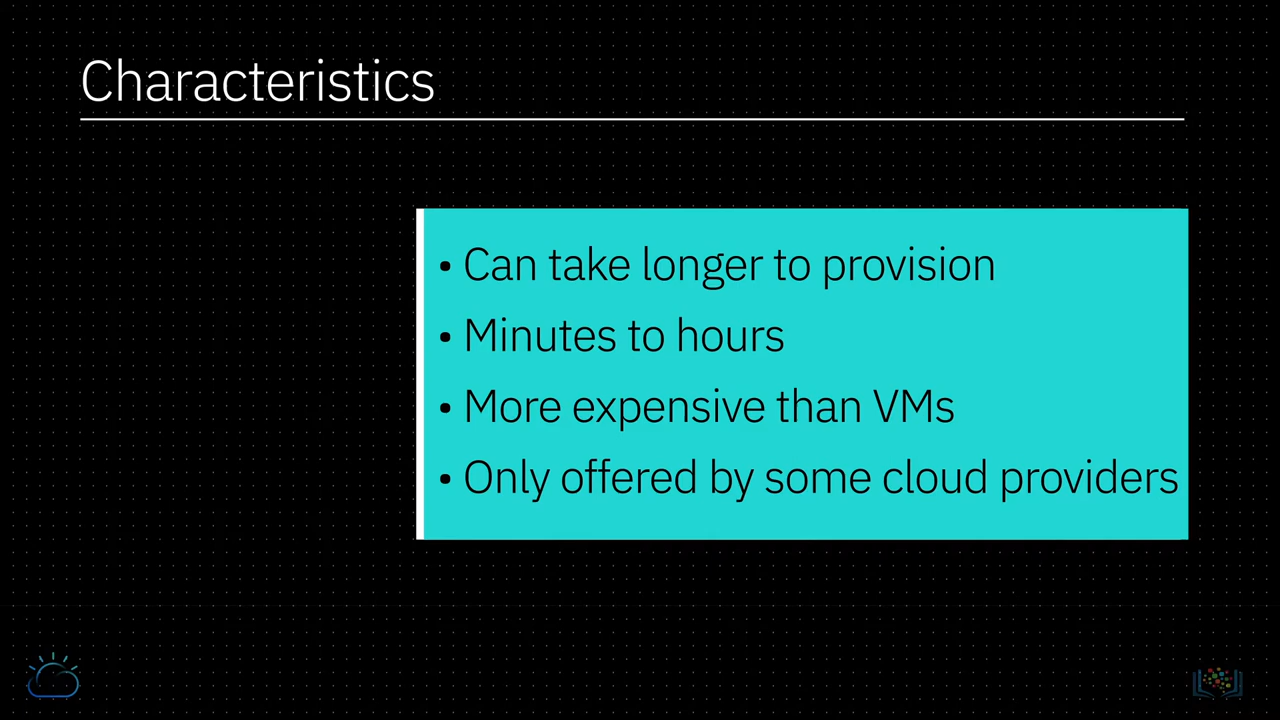 Characteristics
• Can take longer to provision
• Minutes to hours
• More expensive than VMs
• Only offered by some cloud providers